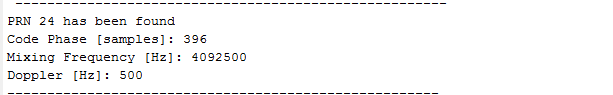 -------------------------------------------------------
PRN 24 has been found
Code Phase [samples]: 396
Mixing Frequency [Hz]: 4092500
Doppler [Hz]: 500
-------------------------------------------------------